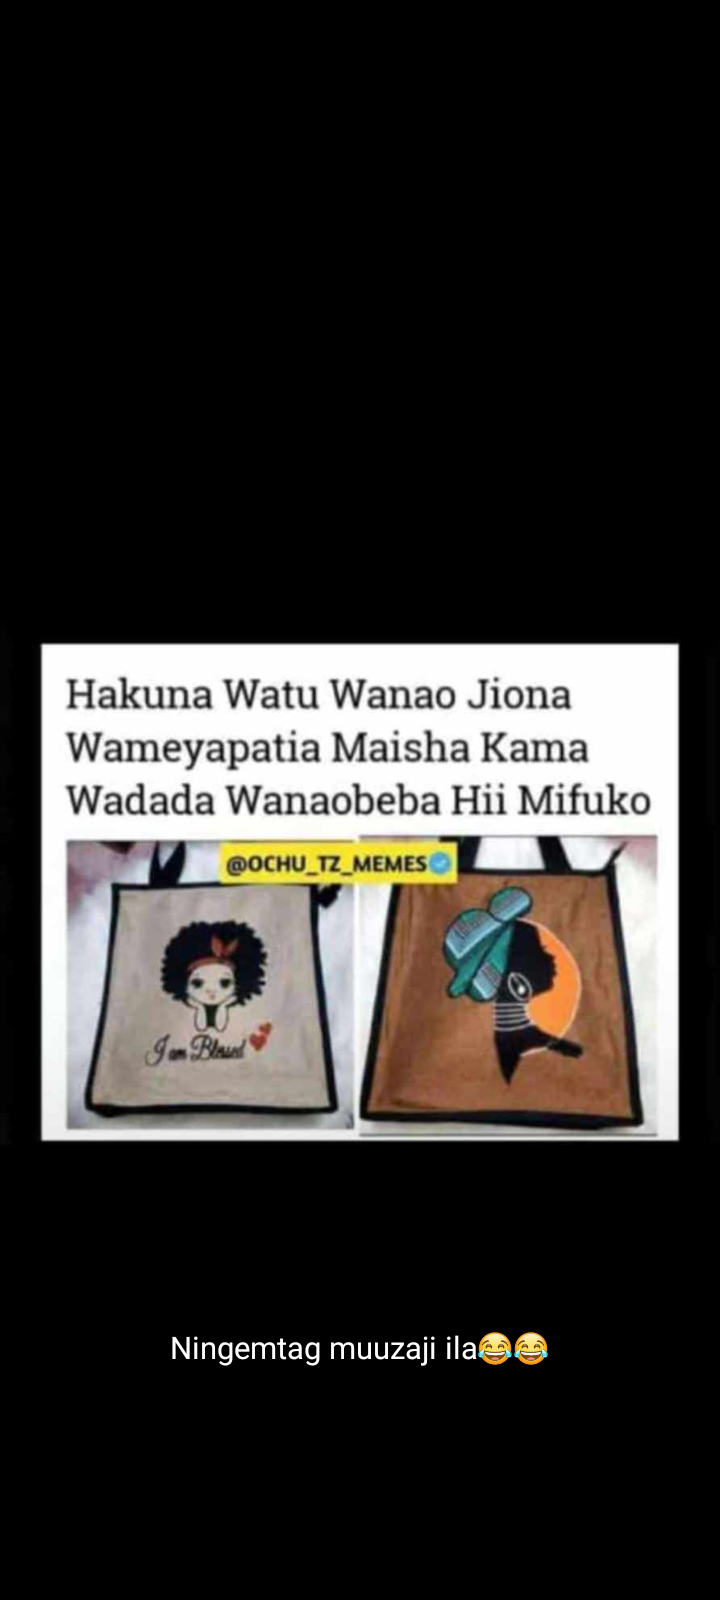 Hakuna Watu Wanao Jiona
Wameyapatia Maisha Kama
Wadada Wanaobeba Hii Mifuko
@OCHU_TZ_MEMES
I am Blessed
Ningemtag muuzaji ila😂😂